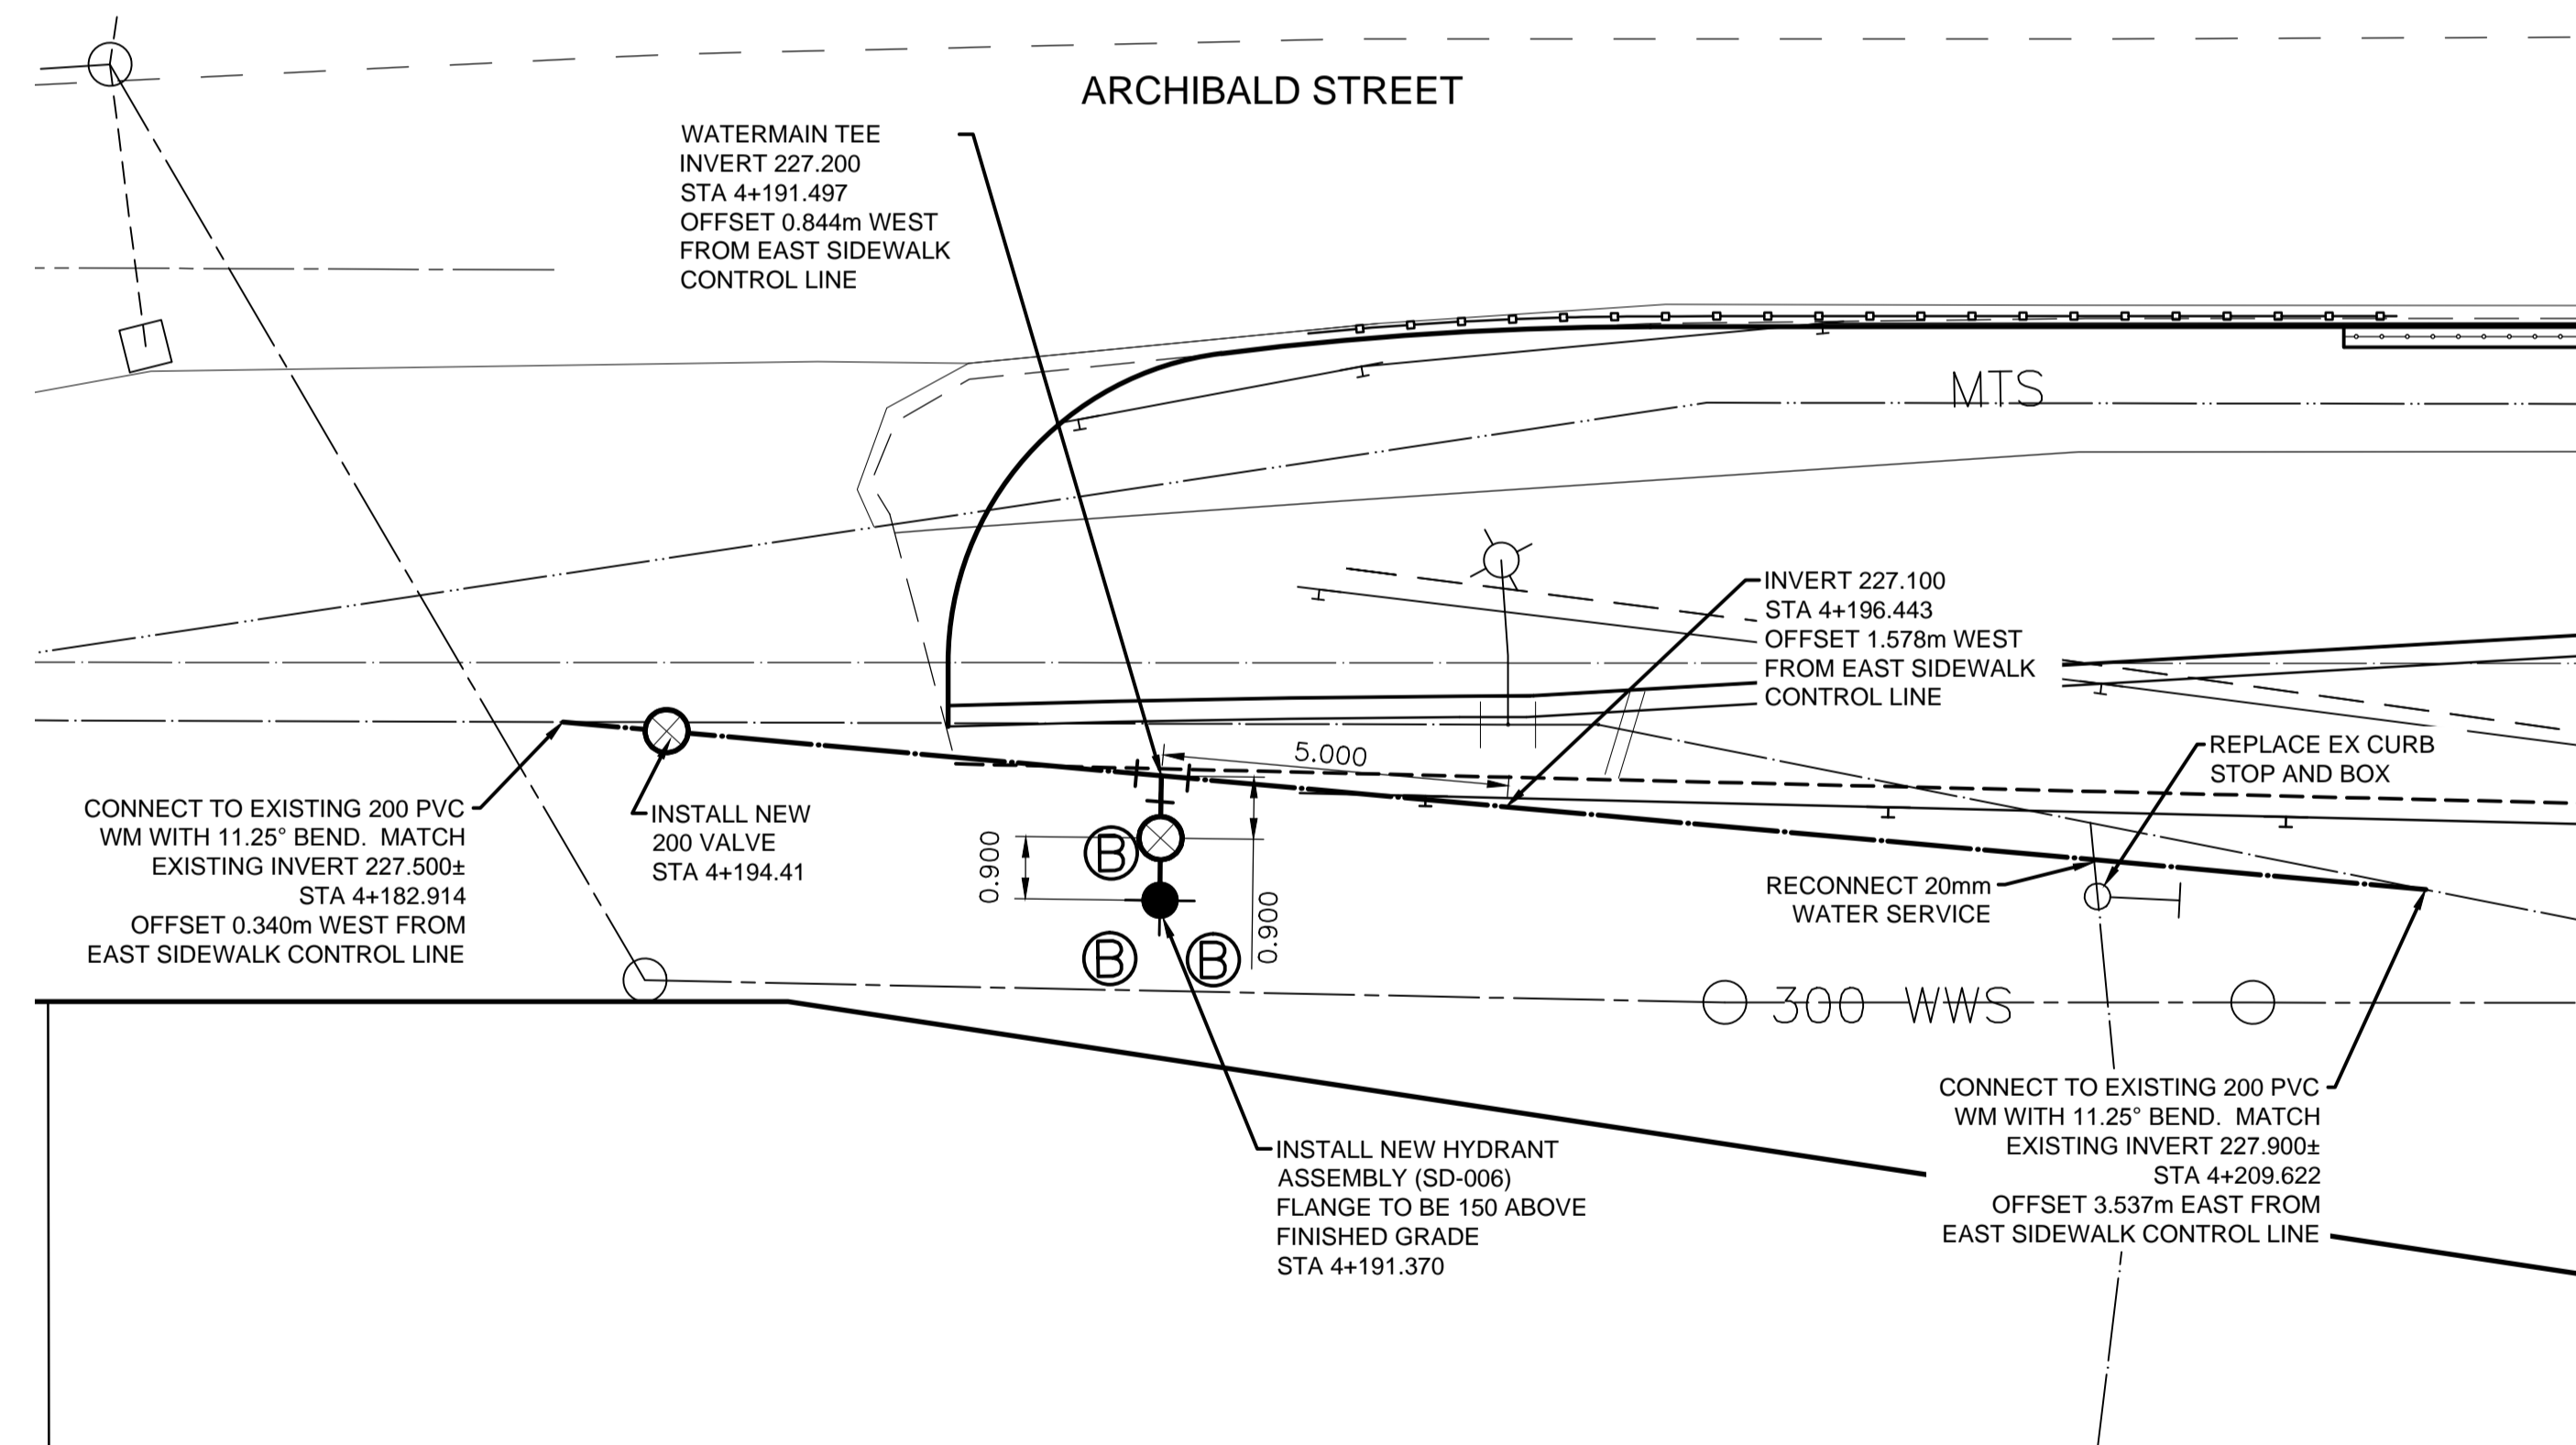 ARCHIBALD STREET
WATERMAIN TEE
INVERT 227.200
STA 4+191.497
OFFSET 0.844m WEST
FROM EAST SIDEWALK
CONTROL LINE
MTS
INVERT 227.100
STA 4+196.443
OFFSET 1.578m WEST
FROM EAST SIDEWALK
CONTROL LINE
5.000
REPLACE EX CURB
STOP AND BOX
CONNECT TO EXISTING 200 PVC
WM WITH 11.25° BEND. MATCH
EXISTING INVERT 227.500±
STA 4+182.914
OFFSET 0.340m WEST FROM
EAST SIDEWALK CONTROL LINE
INSTALL NEW
200 VALVE
STA 4+194.41
0.900
B
0.900
B
B
RECONNECT 20mm
WATER SERVICE
300 WWS
INSTALL NEW HYDRANT
ASSEMBLY (SD-006)
FLANGE TO BE 150 ABOVE
FINISHED GRADE
STA 4+191.370
CONNECT TO EXISTING 200 PVC
WM WITH 11.25° BEND. MATCH
EXISTING INVERT 227.900±
STA 4+209.622
OFFSET 3.537m EAST FROM
EAST SIDEWALK CONTROL LINE